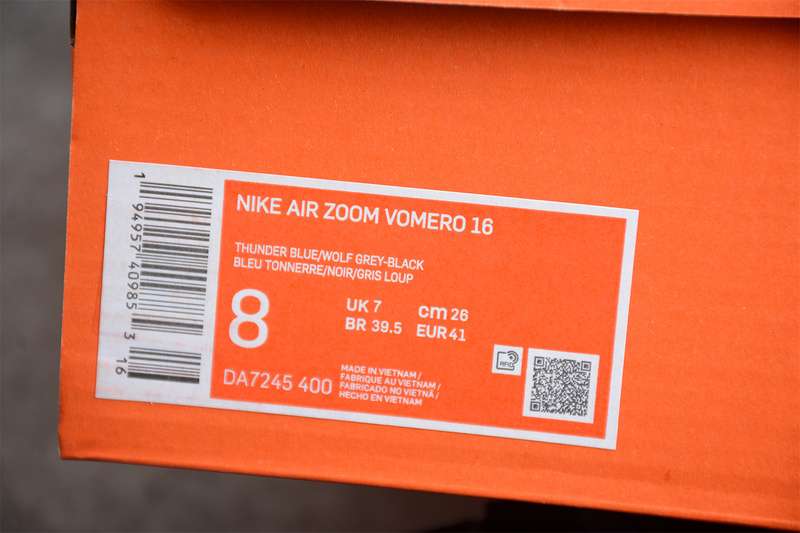 NIKE AIR ZOOM VOMERO 16
THUNDER BLUE/WOLF GREY-BLACK
BLEU TONNERRE/NOIR/GRIS LOUP
8
UK 7 cm 26
BR 39.5 EUR 41
DA7245 400
MADE IN VIETNAM /
FABRIQUE AU VIETNAM /
FABRICADO NO VIETNÃ /
HECHO EN VIETNAM
RFID
1 94957 40985 3 16